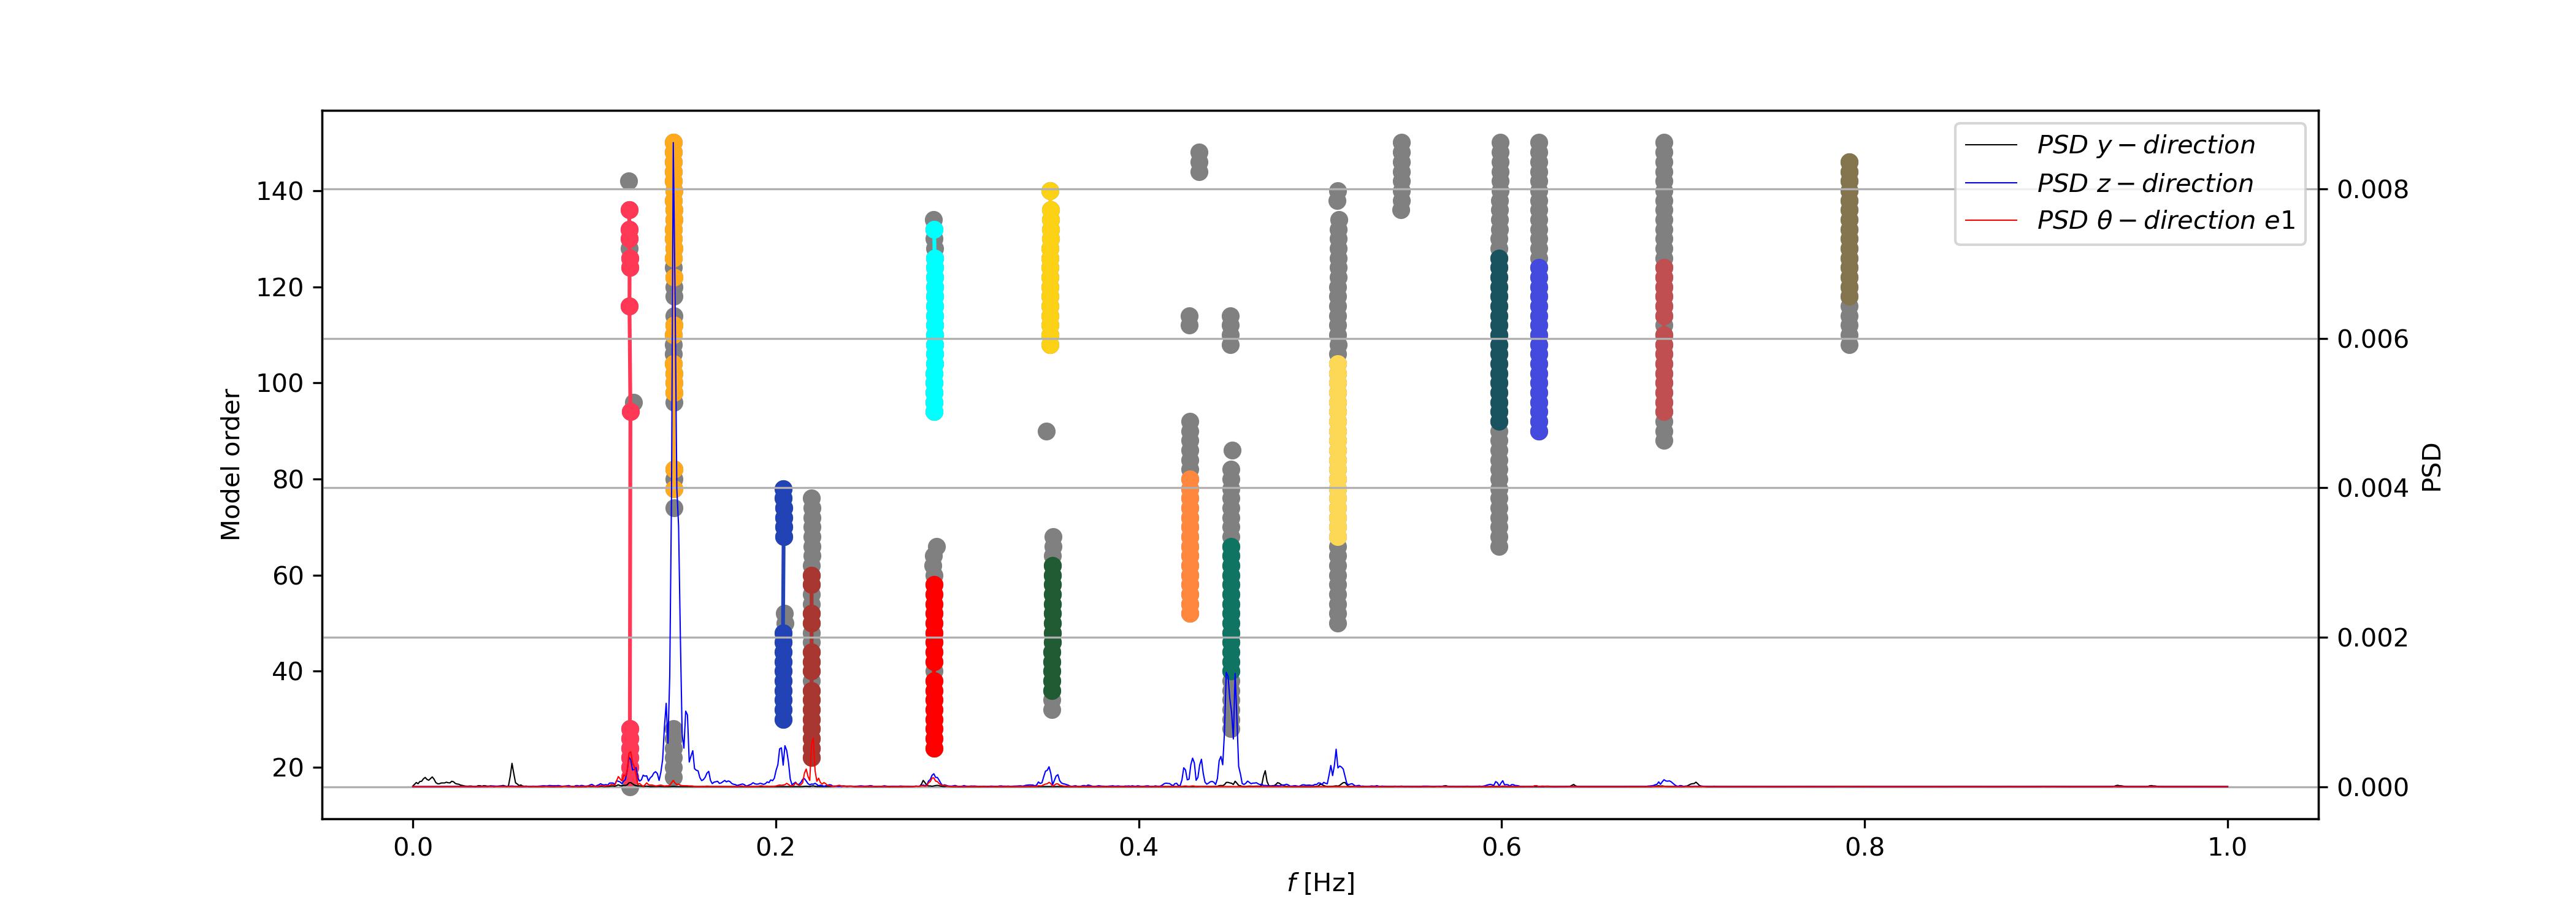 PSD y − direction
PSD z − direction
PSD θ − direction e1
140
120
100
80
60
40
20
Model order
0.008
0.006
0.004
0.002
0.000
PSD
0.0 0.2 0.4 0.6 0.8 1.0
f [Hz]